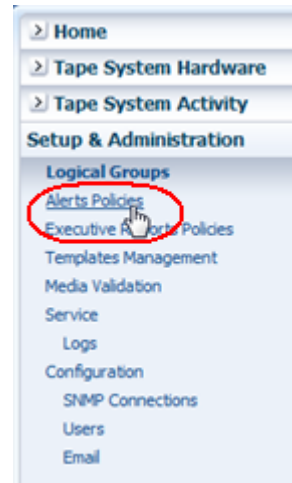 Home
Tape System Hardware
Tape System Activity
Setup & Administration
Logical Groups
Alerts Policies
Executive Reports Policies
Templates Management
Media Validation
Service
Logs
Configuration
SNMP Connections
Users
Email